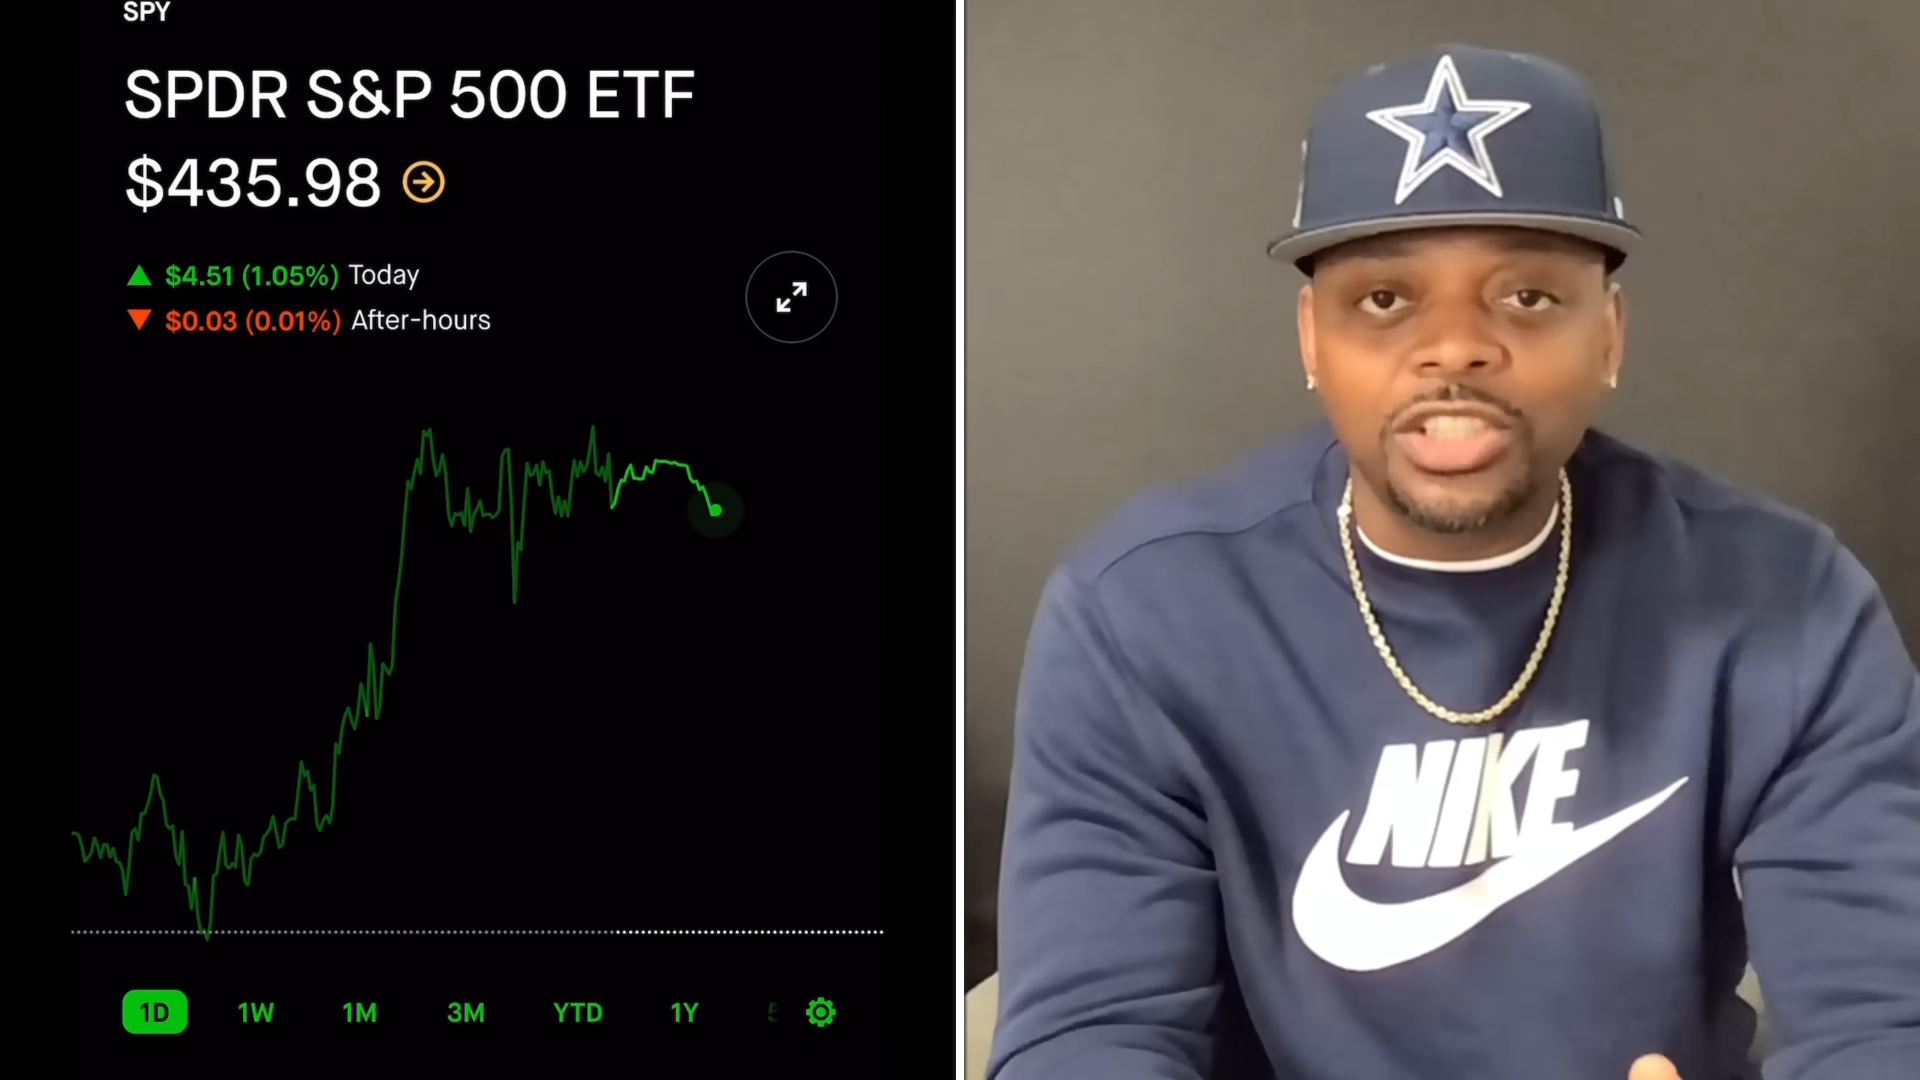 SPY
SPDR S&P 500 ETF
$435.98
$4.51 (1.05%) Today
$0.03 (0.01%) After-hours
1D 1W 1M 3M YTD 1Y
NIKE